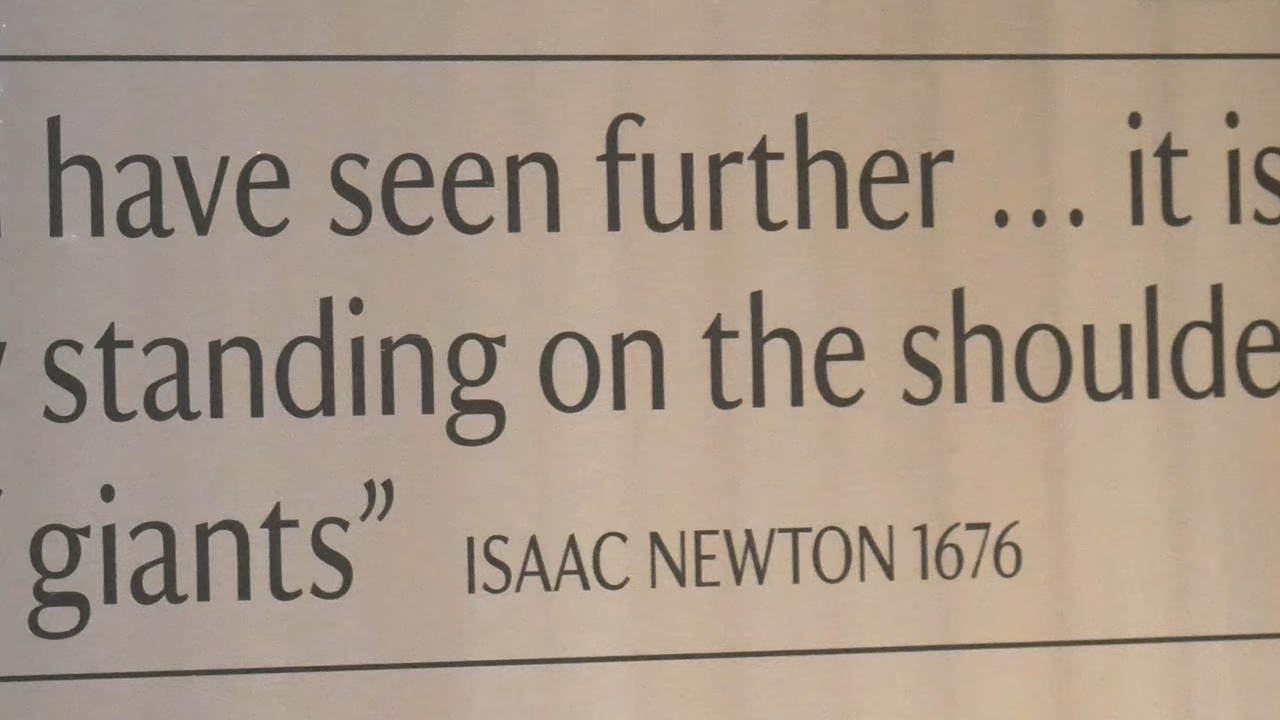 have seen further ... it is
standing on the shoulde
giants” ISAAC NEWTON 1676